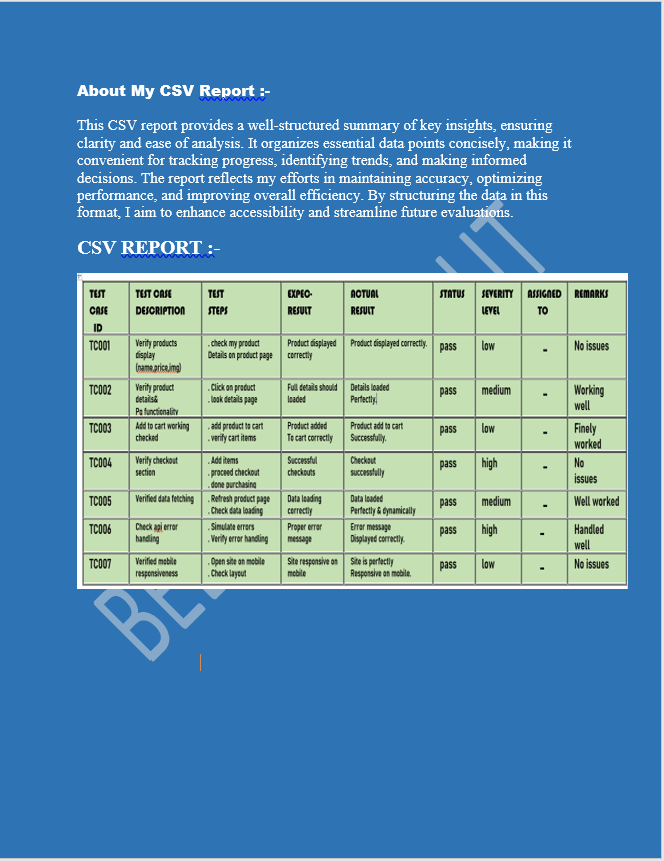 About My CSV Report :-
This CSV report provides a well-structured summary of key insights, ensuring
clarity and ease of analysis. It organizes essential data points concisely, making it
convenient for tracking progress, identifying trends, and making informed
decisions. The report reflects my efforts in maintaining accuracy, optimizing
performance, and improving overall efficiency. By structuring the data in this
format, I aim to enhance accessibility and streamline future evaluations.
CSV REPORT :-
TEST CASE ID TEST CASE DESCRIPTION TEST STEPS EXPEC- RESULT ACTUAL RESULT STATUS SEVERITY LEVEL ASSIGNED TO REMARKS
TC001 Verify products display (name,price,img) . check my product Details on product page Product displayed correctly Product displayed correctly. pass low - No issues
TC002 Verify product details& Pq functionality . Click on product . look details page Full details should loaded Details loaded Perfectly. pass medium - Working well
TC003 Add to cart working checked . add product to cart . verify cart items Product added To cart correctly Product add to cart Successfully. pass low - Finely worked
TC004 Verify checkout section . Add items . proceed checkout . done purchasing Successful checkouts Checkout successfully pass high - No issues
TC005 Verified data fetching . Refresh product page . Check data loading Data loading correctly Data loaded Perfectly & dynamically pass medium - Well worked
TC006 Check api error handling . Simulate errors . Verify error handling Proper error message Error message Displayed correctly. pass high - Handled well
TC007 Verified mobile responsiveness . Open site on mobile . Check layout Site responsive on mobile Site is perfectly Responsive on mobile. pass low - No issues